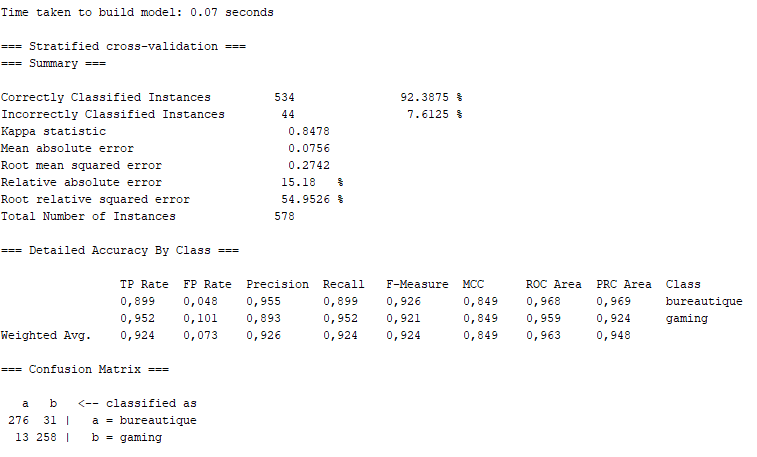 Time taken to build model: 0.07 seconds
=== Stratified cross-validation ===
=== Summary ===
Correctly Classified Instances 534 92.3875 %
Incorrectly Classified Instances 44 7.6125 %
Kappa statistic 0.8478
Mean absolute error 0.0756
Root mean squared error 0.2742
Relative absolute error 15.18 %
Root relative squared error 54.9526 %
Total Number of Instances 578
=== Detailed Accuracy By Class ===
TP Rate FP Rate Precision Recall F-Measure MCC ROC Area PRC Area Class
0,899 0,048 0,955 0,899 0,926 0,849 0,968 0,969 bureautique
0,952 0,101 0,893 0,952 0,921 0,849 0,959 0,924 gaming
Weighted Avg. 0,924 0,073 0,926 0,924 0,924 0,849 0,963 0,948
=== Confusion Matrix ===
a b <-- classified as
276 31 | a = bureautique
13 258 | b = gaming